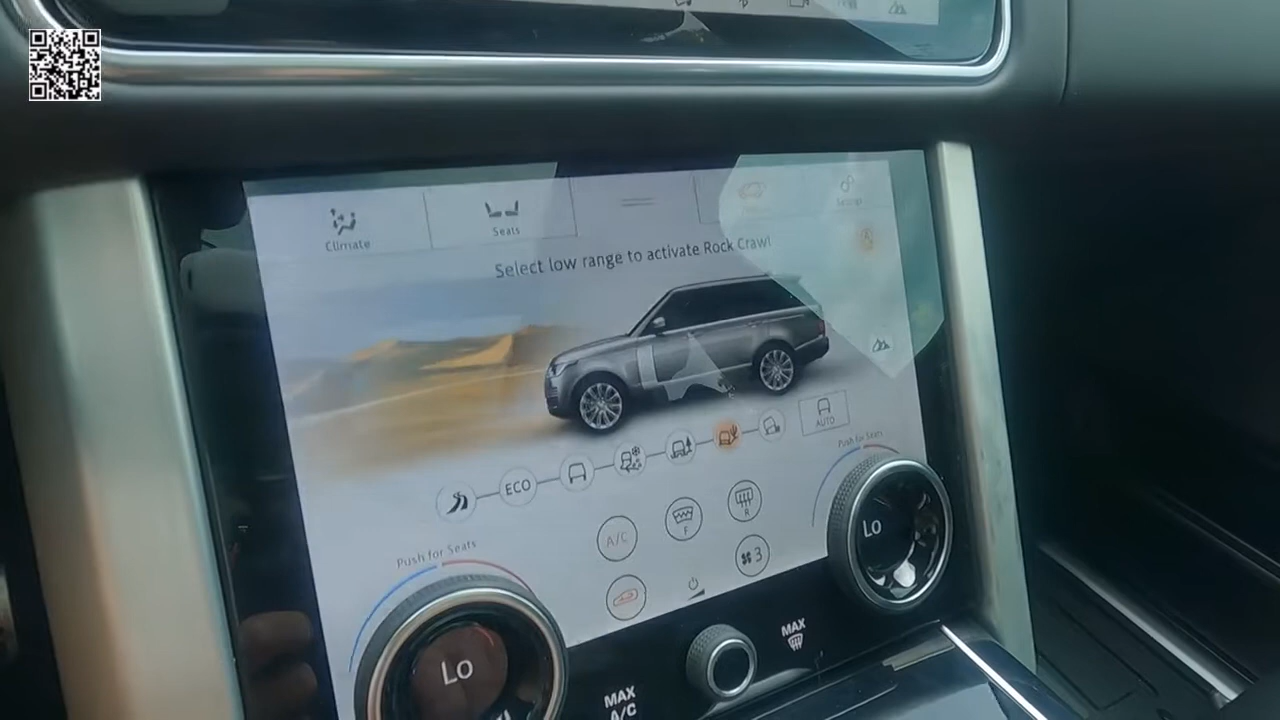 Climate
Seats
Settings
Select low range to activate Rock Crawl
AUTO
ECO
Push for Seats
Push for Seats
A/C
F
R
3
Lo
Lo
MAX
A/C
MAX